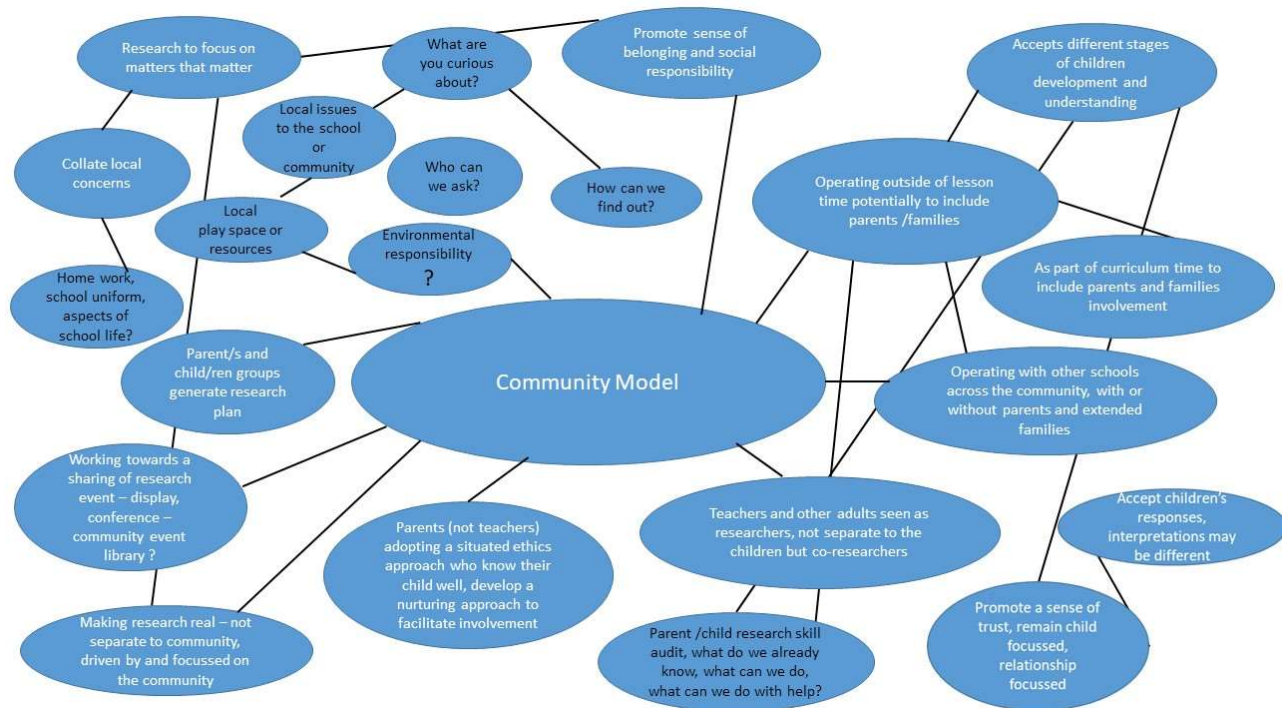 Research to focus on
matters that matter
What are
you curious
about?
Promote sense of
belonging and social
responsibility
Accepts different stages
of children
development and
understanding
Local issues
to the school
or
community
Collate local
concerns
Who can
we ask?
How can we
find out?
Operating outside of lesson
time potentially to include
parents /families
Local
play space or
resources
Environmental
responsibility
?
Home work,
school uniform,
aspects of
school life?
As part of curriculum time to
include parents and families
involvement
Parent/s and
child/ren groups
generate research
plan
Community Model
Operating with other schools
across the community, with or
without parents and extended
families
Working towards a
sharing of research
event – display,
conference –
community event
library ?
Parents (not teachers)
adopting a situated ethics
approach who know their
child well, develop a
nurturing approach to
facilitate involvement
Teachers and other adults seen as
researchers, not separate to the
children but co-researchers
Accept children's
responses,
interpretations may
be different
Making research real – not
separate to community,
driven by and focussed on
the community
Parent /child research skill
audit, what do we already
know, what can we do,
what can we do with help?
Promote a sense of
trust, remain child
focussed,
relationship
focussed